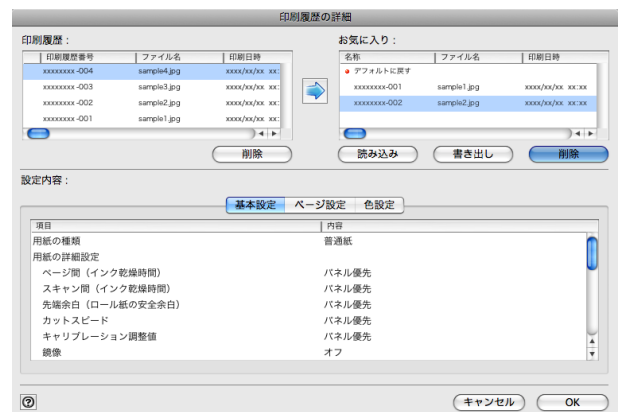 印刷履歴の詳細
印刷履歴：
印刷履歴番号 ファイル名 印刷日時
xxxxxxxx -004 sample4.jpg xxxx/xx/xx xx:
xxxxxxxx -003 sample3.jpg xxxx/xx/xx xx:
xxxxxxxx -002 sample2.jpg xxxx/xx/xx xx:
xxxxxxxx -001 sample1.jpg xxxx/xx/xx xx:
削除
お気に入り：
名称 ファイル名 印刷日時
デフォルトに戻す
xxxxxxxx-001 sample1.jpg xxxx/xx/xx xx:xx
xxxxxxxx-002 sample2.jpg xxxx/xx/xx xx:xx
読み込み 書き出し 削除
設定内容：
基本設定 ページ設定 色設定
項目 内容
用紙の種類 普通紙
用紙の詳細設定
ページ間（インク乾燥時間） パネル優先
スキャン間（インク乾燥時間） パネル優先
先端余白（ロール紙の安全余白） パネル優先
カットスピード パネル優先
キャリブレーション調整値 パネル優先
鏡像 オフ
? キャンセル OK